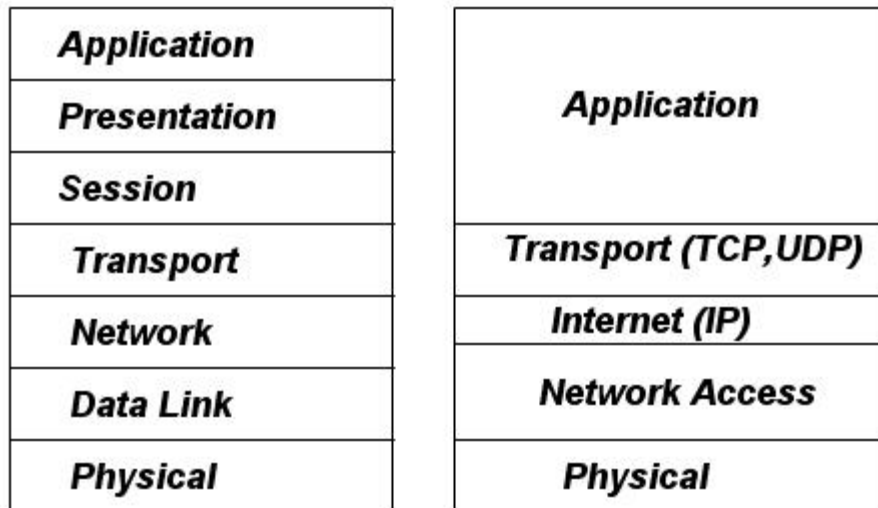 Application
Presentation
Session
Transport
Network
Data Link
Physical
Application
Transport (TCP,UDP)
Internet (IP)
Network Access
Physical